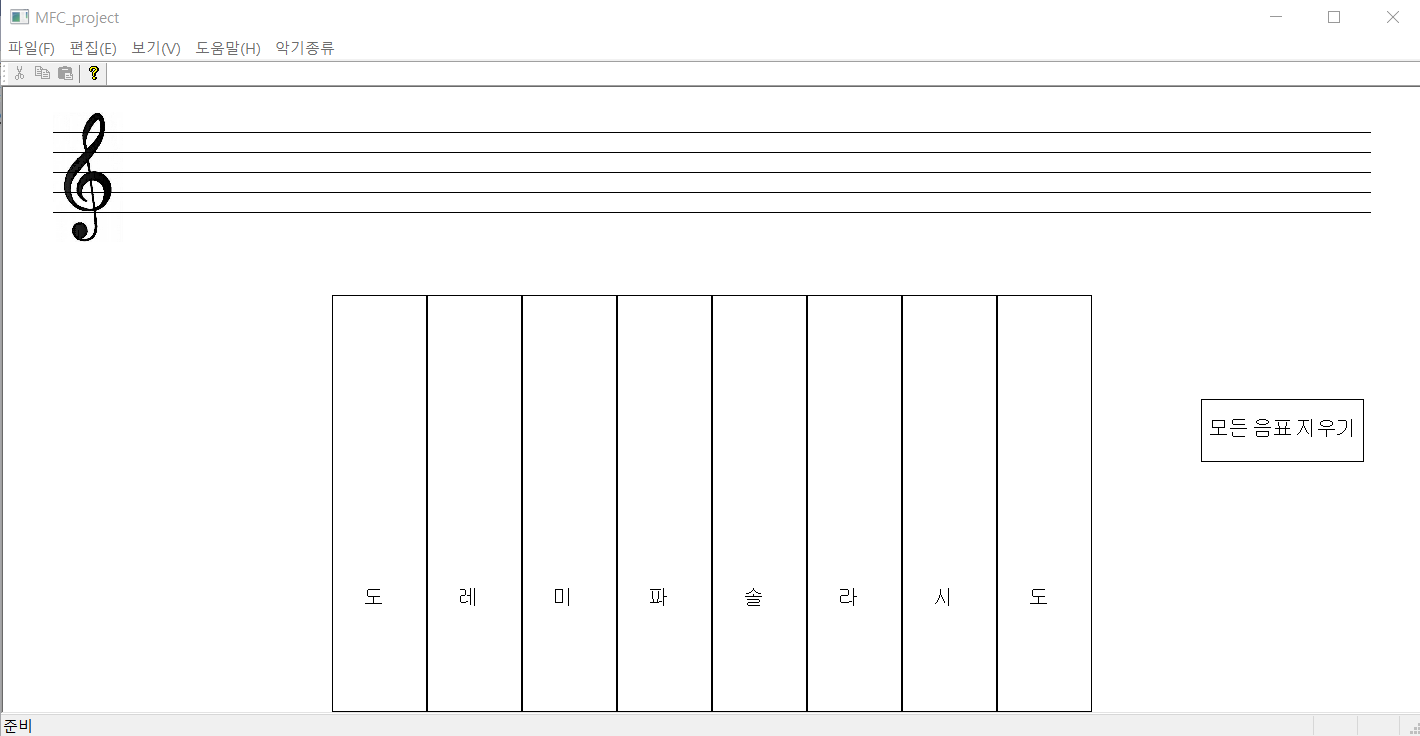 MFC_project
파일(F) 편집(E) 보기(V) 도움말(H) 악기종류
?
모든 음표 지우기
도 레 미 파 솔 라 시 도
준비